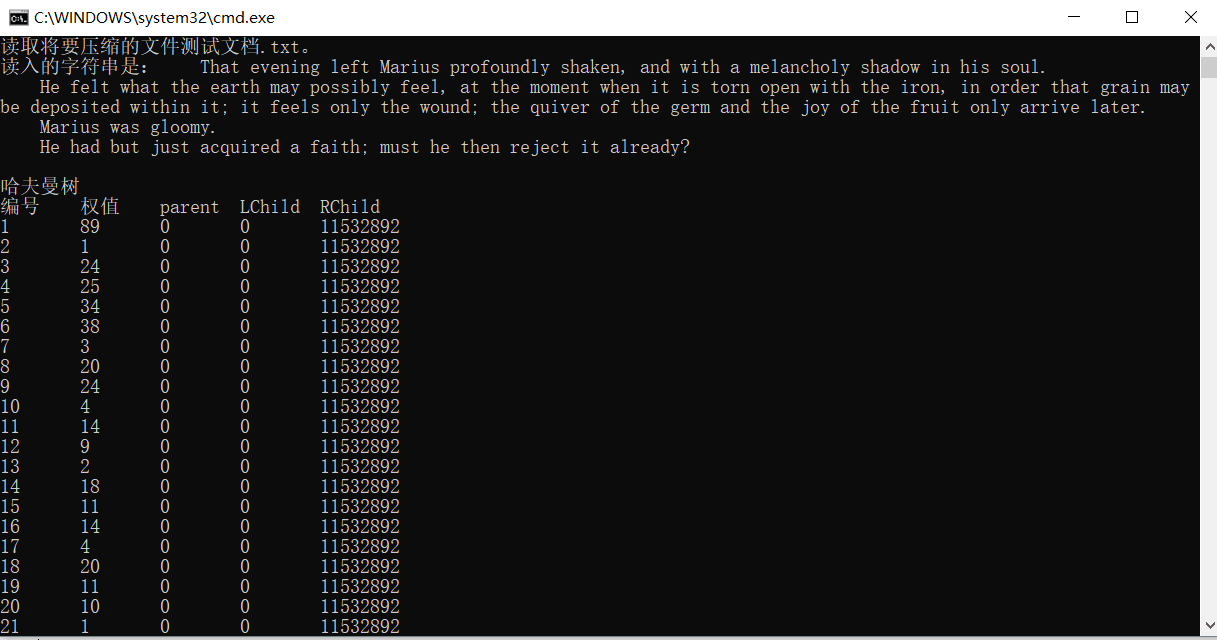 C:\WINDOWS\system32\cmd.exe
读取将要压缩的文件测试文档.txt。
读入的字符串是:    That evening left Marius profoundly shaken, and with a melancholy shadow in his soul.
    He felt what the earth may possibly feel, at the moment when it is torn open with the iron, in order that grain may
be deposited within it; it feels only the wound; the quiver of the germ and the joy of the fruit only arrive later.
    Marius was gloomy.
    He had but just acquired a faith; must he then reject it already?
哈夫曼树
编号    权值    parent  LChild  RChild
1       89      0       0       11532892
2       1       0       0       11532892
3       24      0       0       11532892
4       25      0       0       11532892
5       34      0       0       11532892
6       38      0       0       11532892
7       3       0       0       11532892
8       20      0       0       11532892
9       24      0       0       11532892
10      4       0       0       11532892
11      14      0       0       11532892
12      9       0       0       11532892
13      2       0       0       11532892
14      18      0       0       11532892
15      11      0       0       11532892
16      14      0       0       11532892
17      4       0       0       11532892
18      20      0       0       11532892
19      11      0       0       11532892
20      10      0       0       11532892
21      1       0       0       11532892